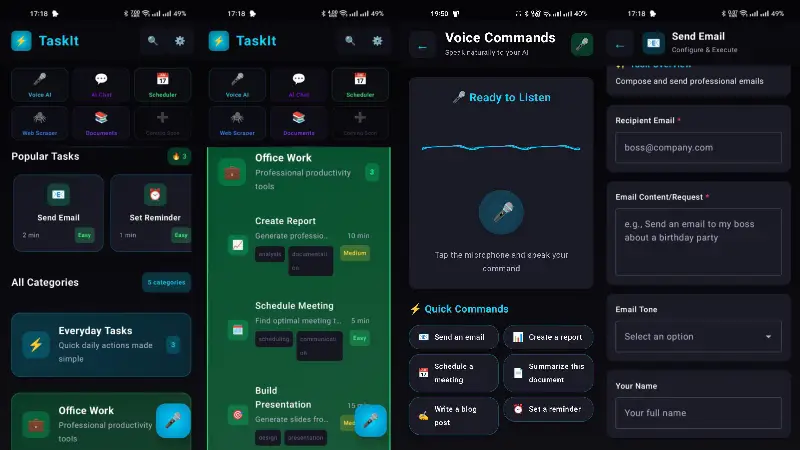 17:18
49%
TaskIt
Voice AI
AI Chat
Scheduler
Web Scraper
Documents
Coming Soon
Popular Tasks
🔥 3
Send Email
2 min
Easy
Set Reminder
1 min
Easy
All Categories
5 categories
Everyday Tasks
Quick daily actions made
simple
3
Office Work
Professional productivity
tools
17:18
49%
TaskIt
Voice AI
AI Chat
Scheduler
Web Scraper
Documents
Coming Soon
Office Work
Professional productivity
tools
3
Create Report
Generate professio...
10 min
analysis
documentati
on
Medium
Schedule Meeting
Find optimal meeting t...
5 min
scheduling
communicati
on
Easy
Build
Presentation
15 min
Generate slides fro...
design
presentation
19:50
40%
Voice Commands
Speak naturally to your AI
🎤 Ready to Listen
Tap the microphone and speak your
command
⚡ Quick Commands
Send an email
Create a report
Schedule a
meeting
Summarize this
document
Write a blog
post
Set a reminder
17:18
49%
Send Email
Configure & Execute
Task Overview
Compose and send professional emails
Recipient Email *
boss@company.com
Email Content/Request *
e.g., Send an email to my boss
about a birthday party
Email Tone
Select an option
Your Name
Your full name